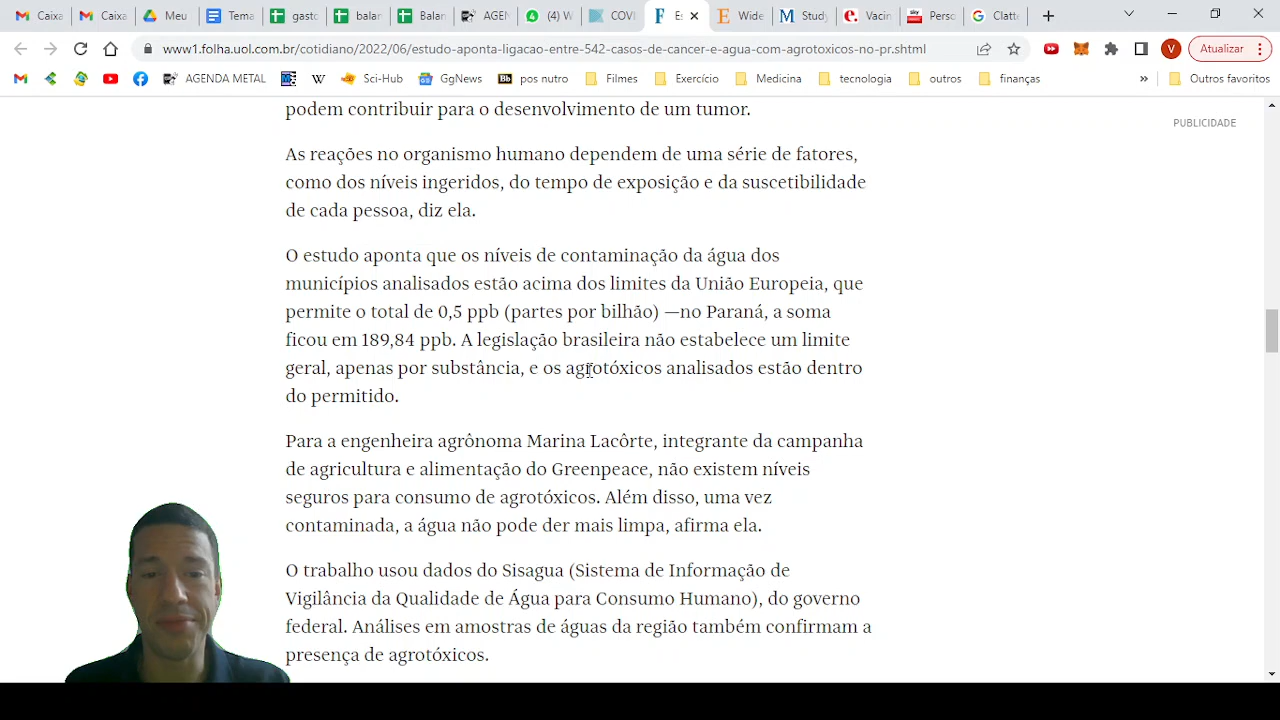 Caixa
Caixa
Meu
Tema
gasto
balar
Balan
AGEN
(4) W
COVI
Es
Wide
Study
Vacin
Perso
Clatt
www1.folha.uol.com.br/cotidiano/2022/06/estudo-aponta-ligacao-entre-542-casos-de-cancer-e-agua-com-agrotoxicos-no-pr.shtml
V
Atualizar
AGENDA METAL
W
Sci-Hub
GgNews
Bb pos nutro
Filmes
Exercício
Medicina
tecnologia
outros
finanças
»
Outros favoritos
podem contribuir para o desenvolvimento de um tumor.
PUBLICIDADE
As reações no organismo humano dependem de uma série de fatores,
como dos níveis ingeridos, do tempo de exposição e da suscetibilidade
de cada pessoa, diz ela.
O estudo aponta que os níveis de contaminação da água dos
municípios analisados estão acima dos limites da União Europeia, que
permite o total de 0,5 ppb (partes por bilhão) —no Paraná, a soma
ficou em 189,84 ppb. A legislação brasileira não estabelece um limite
geral, apenas por substância, e os agrotóxicos analisados estão dentro
do permitido.
Para a engenheira agrônoma Marina Lacôrte, integrante da campanha
de agricultura e alimentação do Greenpeace, não existem níveis
seguros para consumo de agrotóxicos. Além disso, uma vez
contaminada, a água não pode der mais limpa, afirma ela.
O trabalho usou dados do Sisagua (Sistema de Informação de
Vigilância da Qualidade de Água para Consumo Humano), do governo
federal. Análises em amostras de águas da região também confirmam a
presença de agrotóxicos.